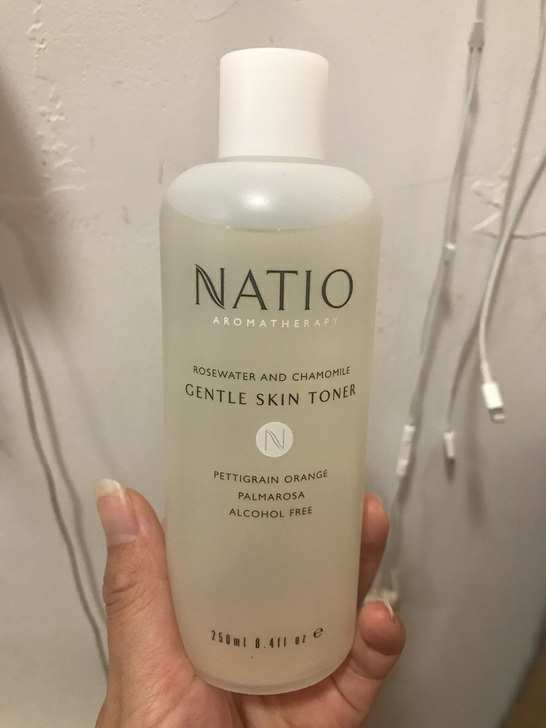 NATIO
AROMATHERAPY
ROSEWATER AND CHAMOMILE
GENTLE SKIN TONER
N
PETTIGRAIN ORANGE
PALMAROSA
ALCOHOL FREE
250ml 8.4fl oz ℮